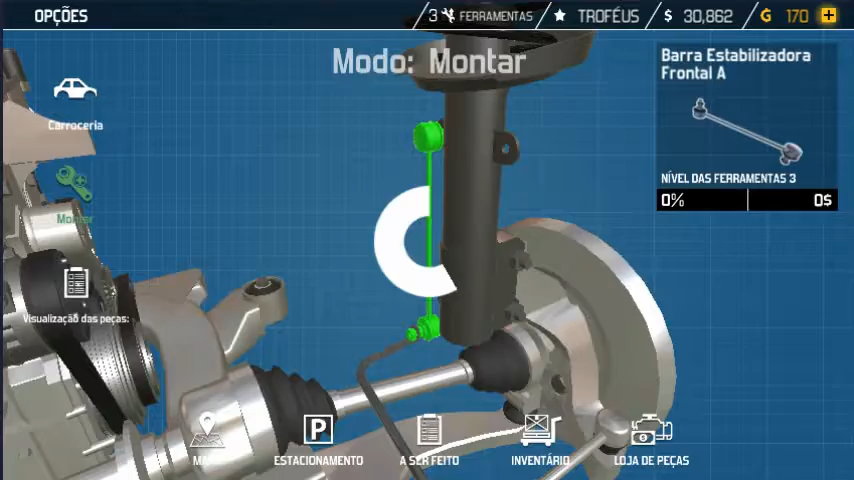 OPÇÕES
3 FERRAMENTAS
TROFÉUS
$ 30,862
G 170 +
Modo: Montar
Barra Estabilizadora
Frontal A
NÍVEL DAS FERRAMENTAS 3
0% 0$
Carroceria
Montar
Visualização das peças:
P
ESTACIONAMENTO
A SER FEITO
INVENTÁRIO
LOJA DE PEÇAS